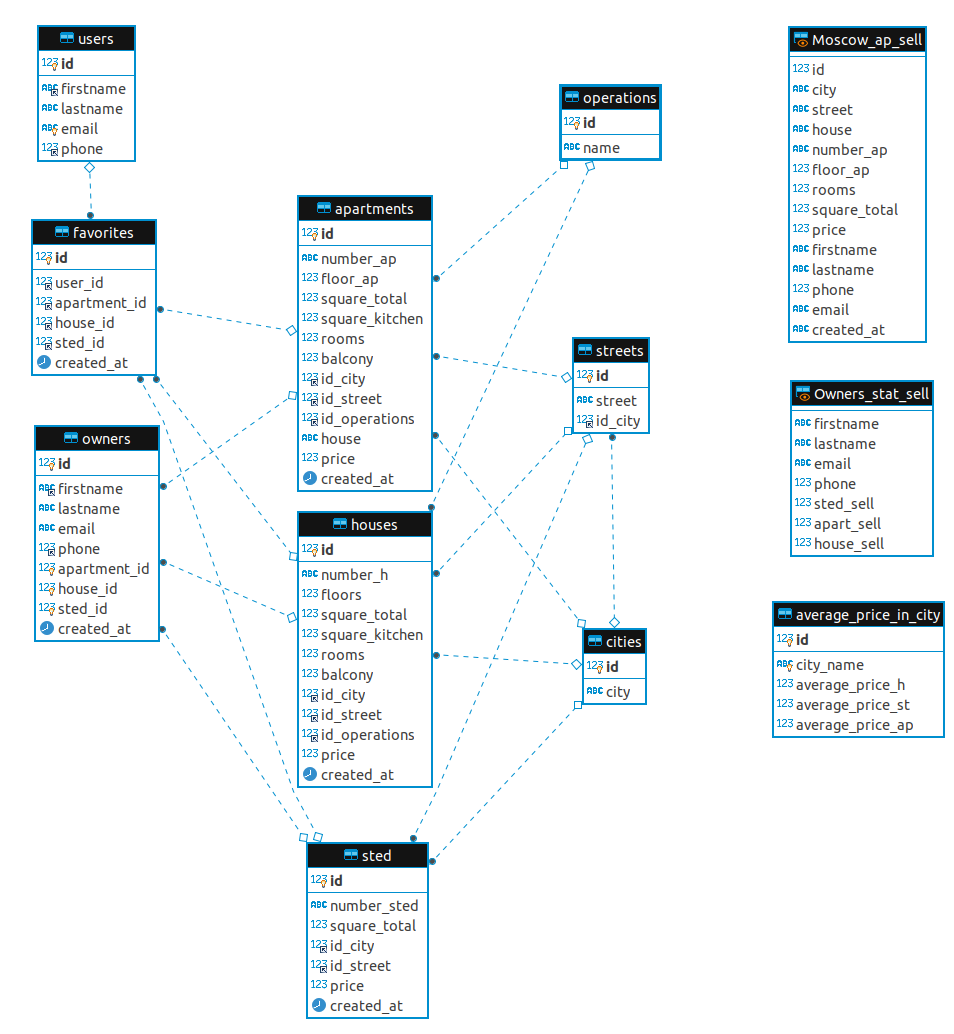 users
id
firstname
lastname
email
phone
favorites
id
user_id
apartment_id
house_id
sted_id
created_at
owners
id
firstname
lastname
email
phone
apartment_id
house_id
sted_id
created_at
apartments
id
number_ap
floor_ap
square_total
square_kitchen
rooms
balcony
id_city
id_street
id_operations
house
price
created_at
houses
id
number_h
floors
square_total
square_kitchen
rooms
balcony
id_city
id_street
id_operations
price
created_at
sted
id
number_sted
square_total
id_city
id_street
price
created_at
operations
id
name
streets
id
street
id_city
cities
id
city
Moscow_ap_sell
id
city
street
house
number_ap
floor_ap
rooms
square_total
price
firstname
lastname
phone
email
created_at
Owners_stat_sell
firstname
lastname
email
phone
sted_sell
apart_sell
house_sell
average_price_in_city
id
city_name
average_price_h
average_price_st
average_price_ap